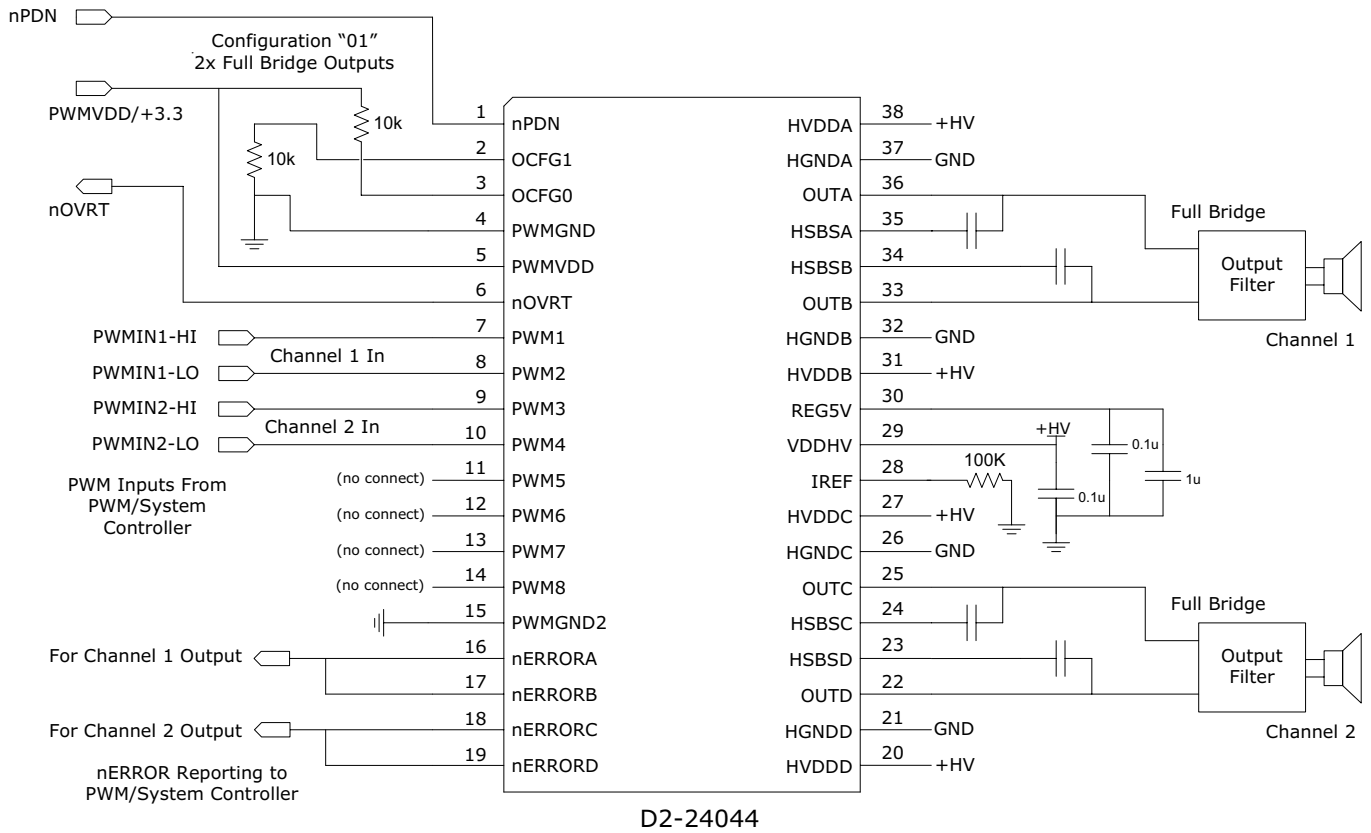 nPDN
Configuration “01”
2x Full Bridge Outputs
PWMVDD/+3.3
10k
10k
nOVRT
PWMIN1-HI
Channel 1 In
PWMIN1-LO
PWMIN2-HI
Channel 2 In
PWMIN2-LO
PWM Inputs From
PWM/System
Controller
(no connect)
(no connect)
(no connect)
(no connect)
For Channel 1 Output
For Channel 2 Output
nERROR Reporting to
PWM/System Controller
1 nPDN
2 OCFG1
3 OCFG0
4 PWMGND
5 PWMVDD
6 nOVRT
7 PWM1
8 PWM2
9 PWM3
10 PWM4
11 PWM5
12 PWM6
13 PWM7
14 PWM8
15 PWMGND2
16 nERRORA
17 nERRORB
18 nERRORC
19 nERRORD
HVDDA 38 +HV
HGNDA 37 GND
OUTA 36
HSBSA 35
HSBSB 34
OUTB 33
HGNDB 32 GND
HVDDB 31 +HV
REG5V 30
VDDHV 29
IREF 28
HVDDC 27 +HV
HGNDC 26 GND
OUTC 25
HSBSC 24
HSBSD 23
OUTD 22
HGNDD 21 GND
HVDDD 20 +HV
Full Bridge
Output
Filter
Channel 1
+HV
0.1u
100K
0.1u
1u
Full Bridge
Output
Filter
Channel 2
D2-24044